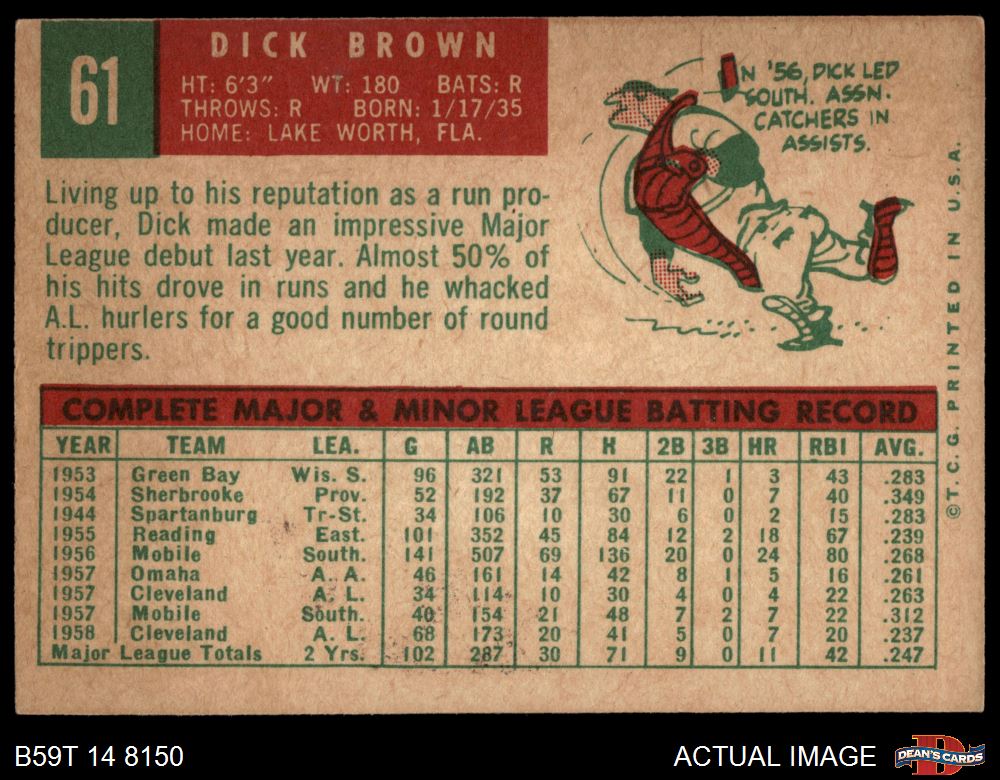 61
DICK BROWN
HT: 6'3" WT: 180 BATS: R
THROWS: R BORN: 1/17/35
HOME: LAKE WORTH, FLA.
IN '56, DICK LED
SOUTH. ASSN.
CATCHERS IN
ASSISTS.
Living up to his reputation as a run pro-
ducer, Dick made an impressive Major
League debut last year. Almost 50% of
his hits drove in runs and he whacked
A.L. hurlers for a good number of round
trippers.
COMPLETE MAJOR & MINOR LEAGUE BATTING RECORD
YEAR TEAM LEA. G AB R H 2B 3B HR RBI AVG.
1953 Green Bay Wis. S. 96 321 53 91 22 1 3 43 .283
1954 Sherbrooke Prov. 52 192 37 67 11 0 7 40 .349
1944 Spartanburg Tr-St. 34 106 10 30 6 0 2 15 .283
1955 Reading East. 101 352 45 84 12 2 18 67 .239
1956 Mobile South. 141 507 69 136 20 0 24 80 .268
1957 Omaha A. A. 46 161 14 42 8 1 5 16 .261
1957 Cleveland A. L. 34 114 10 30 4 0 4 22 .263
1957 Mobile South. 40 154 21 48 7 2 7 22 .312
1958 Cleveland A. L. 68 173 20 41 5 0 7 20 .237
Major League Totals 2 Yrs. 102 287 30 71 9 0 11 42 .247
©T. C. G. PRINTED IN U.S.A.
B59T 14 8150
ACTUAL IMAGE
D
DEAN'S CARDS